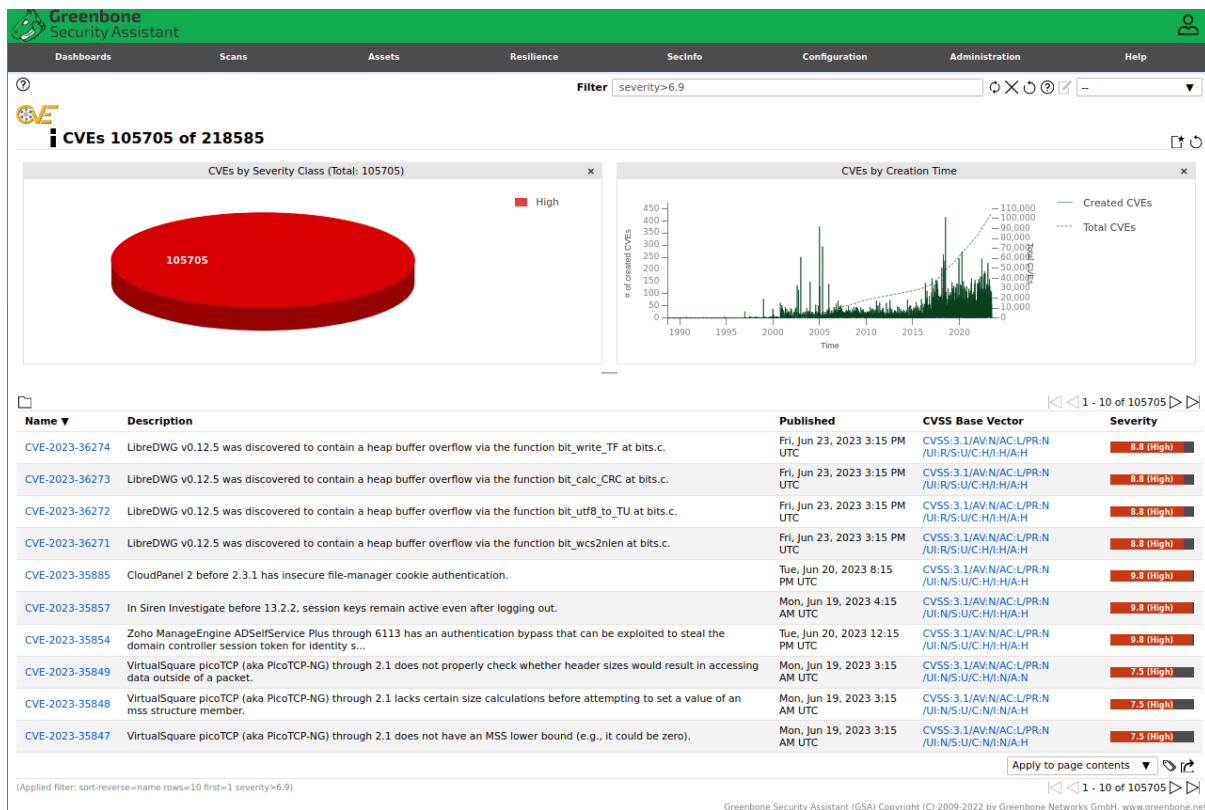 Greenbone
Security Assistant
Dashboards Scans Assets Resilience SecInfo Configuration Administration Help
Filter severity>6.9 --
CVE
CVEs 105705 of 218585
CVEs by Severity Class (Total: 105705) ×
High
105705
CVEs by Creation Time ×
450
400
350
300
250
200
150
100
50
0
# of created CVEs
110,000
100,000
90,000
80,000
70,000
60,000
50,000
40,000
30,000
20,000
10,000
0
Total CVEs
1990 1995 2000 2005 2010 2015 2020
Time
Created CVEs
Total CVEs
1 - 10 of 105705
Name ▼ Description Published CVSS Base Vector Severity
CVE-2023-36274 LibreDWG v0.12.5 was discovered to contain a heap buffer overflow via the function bit_write_TF at bits.c. Fri, Jun 23, 2023 3:15 PM CVSS:3.1/AV:N/AC:L/PR:N 8.8 (High)
UTC /UI:R/S:U/C:H/I:H/A:H
CVE-2023-36273 LibreDWG v0.12.5 was discovered to contain a heap buffer overflow via the function bit_calc_CRC at bits.c. Fri, Jun 23, 2023 3:15 PM CVSS:3.1/AV:N/AC:L/PR:N 8.8 (High)
UTC /UI:R/S:U/C:H/I:H/A:H
CVE-2023-36272 LibreDWG v0.12.5 was discovered to contain a heap buffer overflow via the function bit_utf8_to_TU at bits.c. Fri, Jun 23, 2023 3:15 PM CVSS:3.1/AV:N/AC:L/PR:N 8.8 (High)
UTC /UI:R/S:U/C:H/I:H/A:H
CVE-2023-36271 LibreDWG v0.12.5 was discovered to contain a heap buffer overflow via the function bit_wcs2nlen at bits.c. Fri, Jun 23, 2023 3:15 PM CVSS:3.1/AV:N/AC:L/PR:N 8.8 (High)
UTC /UI:R/S:U/C:H/I:H/A:H
CVE-2023-35885 CloudPanel 2 before 2.3.1 has insecure file-manager cookie authentication. Tue, Jun 20, 2023 8:15 CVSS:3.1/AV:N/AC:L/PR:N 9.8 (High)
PM UTC /UI:N/S:U/C:H/I:H/A:H
CVE-2023-35857 In Siren Investigate before 13.2.2, session keys remain active even after logging out. Mon, Jun 19, 2023 4:15 CVSS:3.1/AV:N/AC:L/PR:N 9.8 (High)
AM UTC /UI:N/S:U/C:H/I:H/A:H
CVE-2023-35854 Zoho ManageEngine ADSelfService Plus through 6113 has an authentication bypass that can be exploited to steal the Tue, Jun 20, 2023 12:15 CVSS:3.1/AV:N/AC:L/PR:N 9.8 (High)
domain controller session token for identity s... PM UTC /UI:N/S:U/C:H/I:H/A:H
CVE-2023-35849 VirtualSquare picoTCP (aka PicoTCP-NG) through 2.1 does not properly check whether header sizes would result in accessing Mon, Jun 19, 2023 3:15 CVSS:3.1/AV:N/AC:L/PR:N 7.5 (High)
data outside of a packet. AM UTC /UI:N/S:U/C:H/I:N/A:N
CVE-2023-35848 VirtualSquare picoTCP (aka PicoTCP-NG) through 2.1 lacks certain size calculations before attempting to set a value of an Mon, Jun 19, 2023 3:15 CVSS:3.1/AV:N/AC:L/PR:N 7.5 (High)
mss structure member. AM UTC /UI:N/S:U/C:N/I:N/A:H
CVE-2023-35847 VirtualSquare picoTCP (aka PicoTCP-NG) through 2.1 does not have an MSS lower bound (e.g., it could be zero). Mon, Jun 19, 2023 3:15 CVSS:3.1/AV:N/AC:L/PR:N 7.5 (High)
AM UTC /UI:N/S:U/C:N/I:N/A:H
Apply to page contents ▼
(Applied filter: sort-reverse=name rows=10 first=1 severity>6.9) 1 - 10 of 105705
Greenbone Security Assistant (GSA) Copyright (C) 2009-2022 by Greenbone Networks GmbH, www.greenbone.net